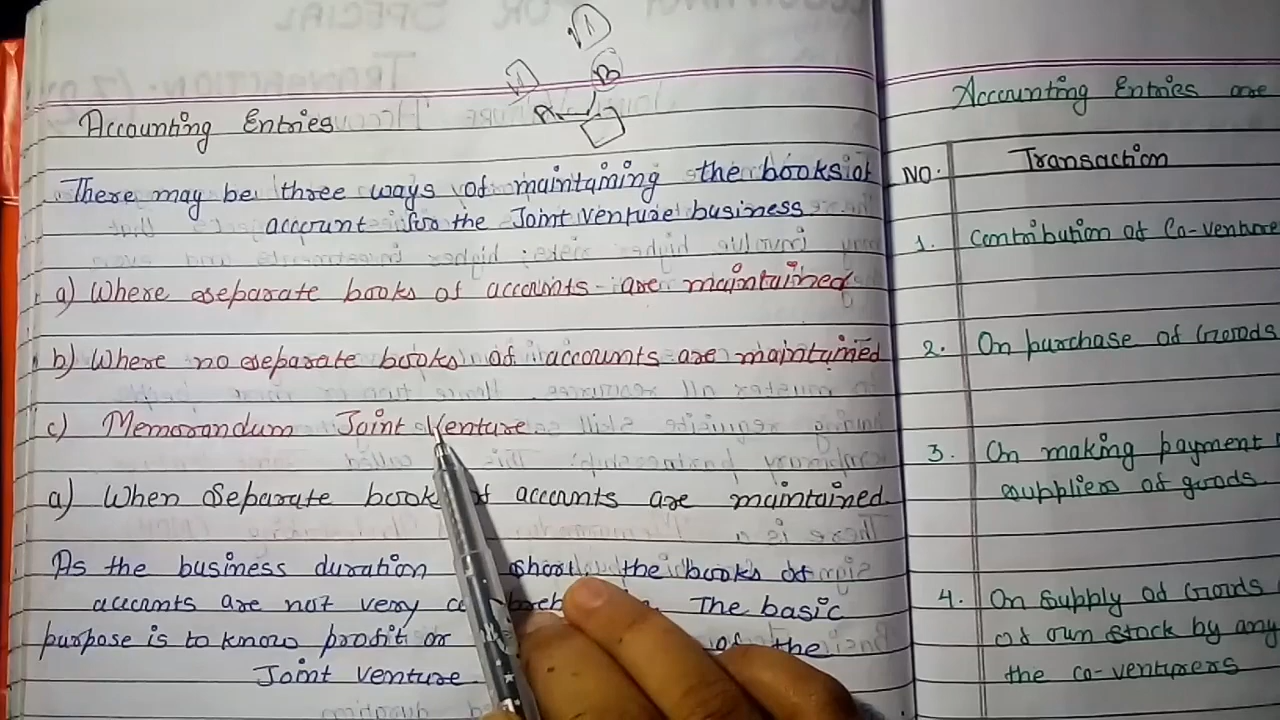 Accounting Entries
There may be three ways of maintaining the books of
account for the Joint Venture business
a) Where separate books of accounts are maintained
b) Where no separate books of accounts are maintained
c) Memorandum Joint Venture.
a) When Separate book of accounts are maintained.
As the business duration short the books of
accounts are not very The basic
purpose is to know profit or of the
Joint venture
Accounting Entries are
NO. Transaction
1. Contribution of Co-venture
2. On purchase of Goods
3. On making payment
suppliers of goods
4. On Supply of Goods
of own stock by any
the co-venturers